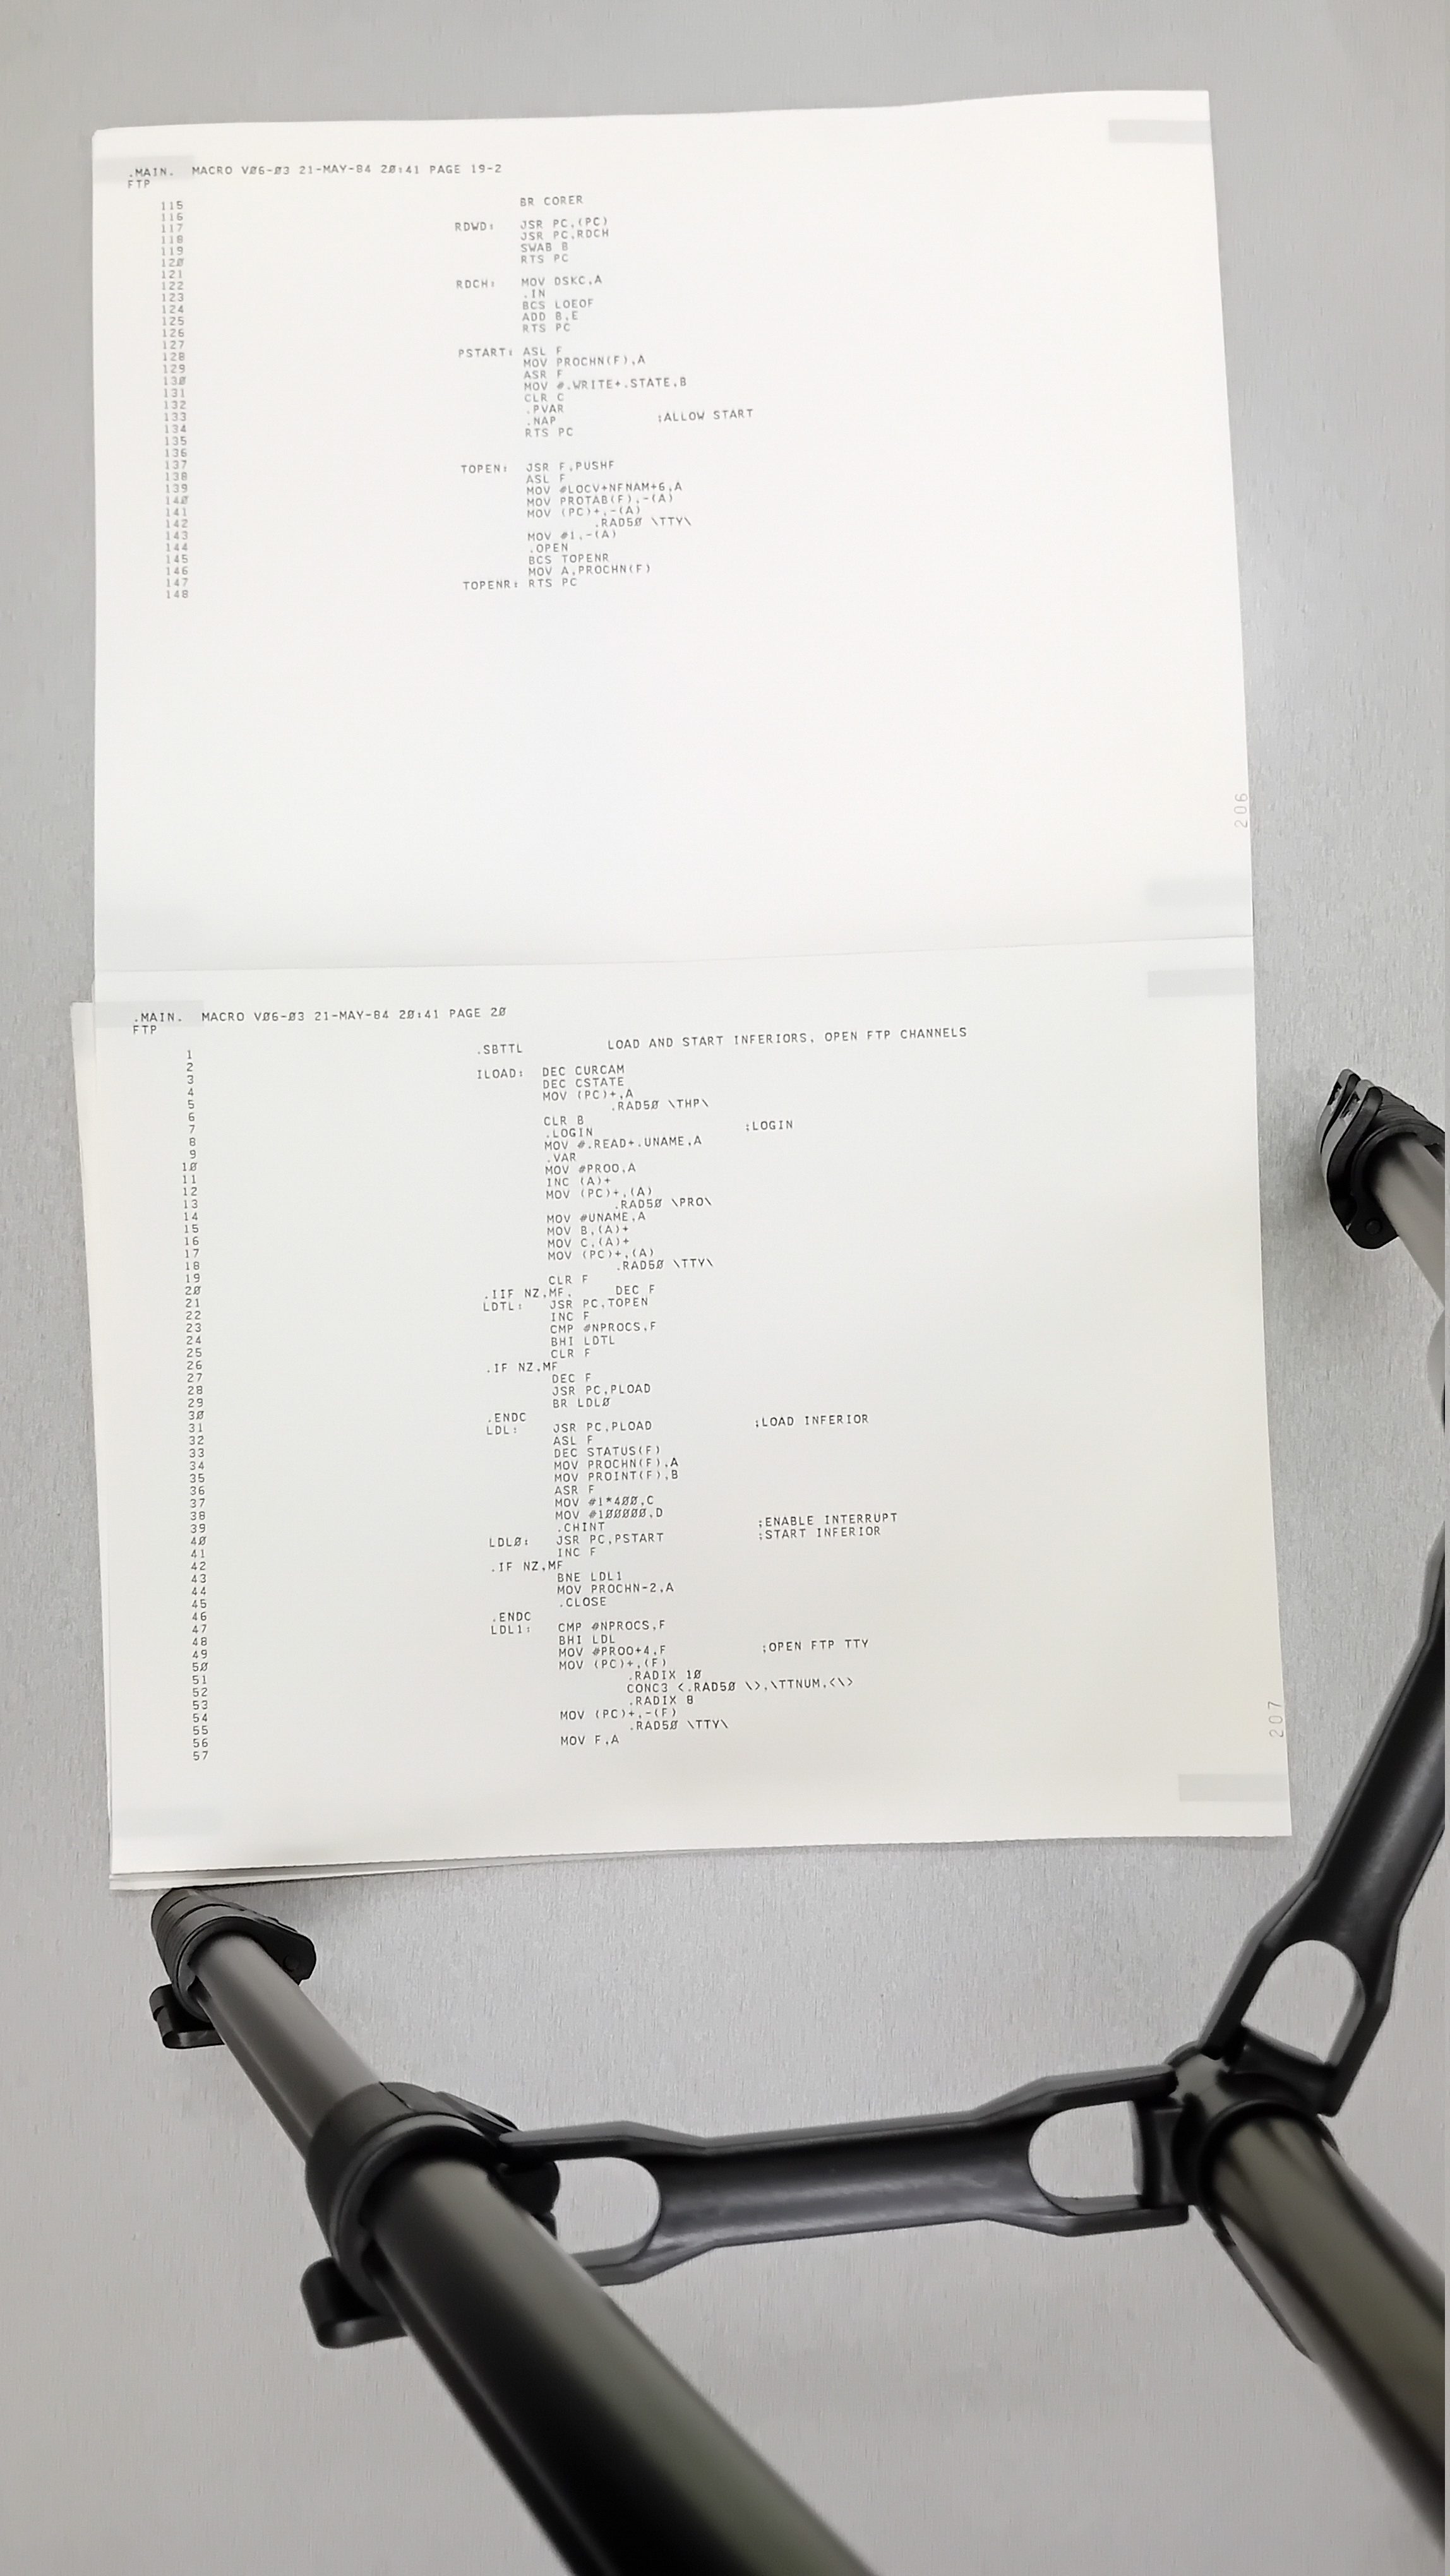 .MAIN.  MACRO VØ6-Ø3 21-MAY-84 2Ø:41 PAGE 19-2
FTP
115 BR CORER
116
117 RDWD: JSR PC,(PC)
118 JSR PC,RDCH
119 SWAB B
12Ø RTS PC
121
122 RDCH: MOV DSKC,A
123 .IN
124 BCS LOEOF
125 ADD B,E
126 RTS PC
127
128 PSTART: ASL F
129 MOV PROCHN(F),A
13Ø ASR F
131 MOV #.WRITE+.STATE,B
132 CLR C
133 .PVAR
134 .NAP ;ALLOW START
135 RTS PC
136
137
138 TOPEN: JSR F,PUSHF
139 ASL F
14Ø MOV #LOCV+NFNAM+6,A
141 MOV PROTAB(F),-(A)
142 MOV (PC)+,-(A)
143 .RAD5Ø \TTY\
144 MOV #1,-(A)
145 .OPEN
146 BCS TOPENR
147 MOV A,PROCHN(F)
148 TOPENR: RTS PC
206
.MAIN.  MACRO VØ6-Ø3 21-MAY-84 2Ø:41 PAGE 2Ø
FTP
1 .SBTTL LOAD AND START INFERIORS, OPEN FTP CHANNELS
2
3 ILOAD: DEC CURCAM
4 DEC CSTATE
5 MOV (PC)+,A
6 .RAD5Ø \THP\
7 CLR B
8 .LOGIN ;LOGIN
9 MOV #.READ+.UNAME,A
1Ø .VAR
11 MOV #PROO,A
12 INC (A)+
13 MOV (PC)+,(A)
14 .RAD5Ø \PRO\
15 MOV #UNAME,A
16 MOV B,(A)+
17 MOV C,(A)+
18 MOV (PC)+,(A)
19 .RAD5Ø \TTY\
2Ø CLR F
21 .IIF NZ,MF, DEC F
22 LDTL: JSR PC,TOPEN
23 INC F
24 CMP #NPROCS,F
25 BHI LDTL
26 CLR F
27 .IF NZ,MF
28 DEC F
29 JSR PC,PLOAD
3Ø BR LDLØ
31 .ENDC
32 LDL: JSR PC,PLOAD ;LOAD INFERIOR
33 ASL F
34 DEC STATUS(F)
35 MOV PROCHN(F),A
36 MOV PROINT(F),B
37 ASR F
38 MOV #1*4ØØ,C
39 MOV #1ØØØØØ,D
4Ø .CHINT ;ENABLE INTERRUPT
41 LDLØ: JSR PC,PSTART ;START INFERIOR
42 INC F
43 .IF NZ,MF
44 BNE LDL1
45 MOV PROCHN-2,A
46 .CLOSE
47 .ENDC
48 LDL1: CMP #NPROCS,F
49 BHI LDL
5Ø MOV #PROO+4,F ;OPEN FTP TTY
51 MOV (PC)+,(F)
52 .RADIX 1Ø
53 CONC3 <.RAD5Ø \>,\TTNUM,<\>
54 .RADIX 8
55 MOV (PC)+,-(F)
56 .RAD5Ø \TTY\
57 MOV F,A
207